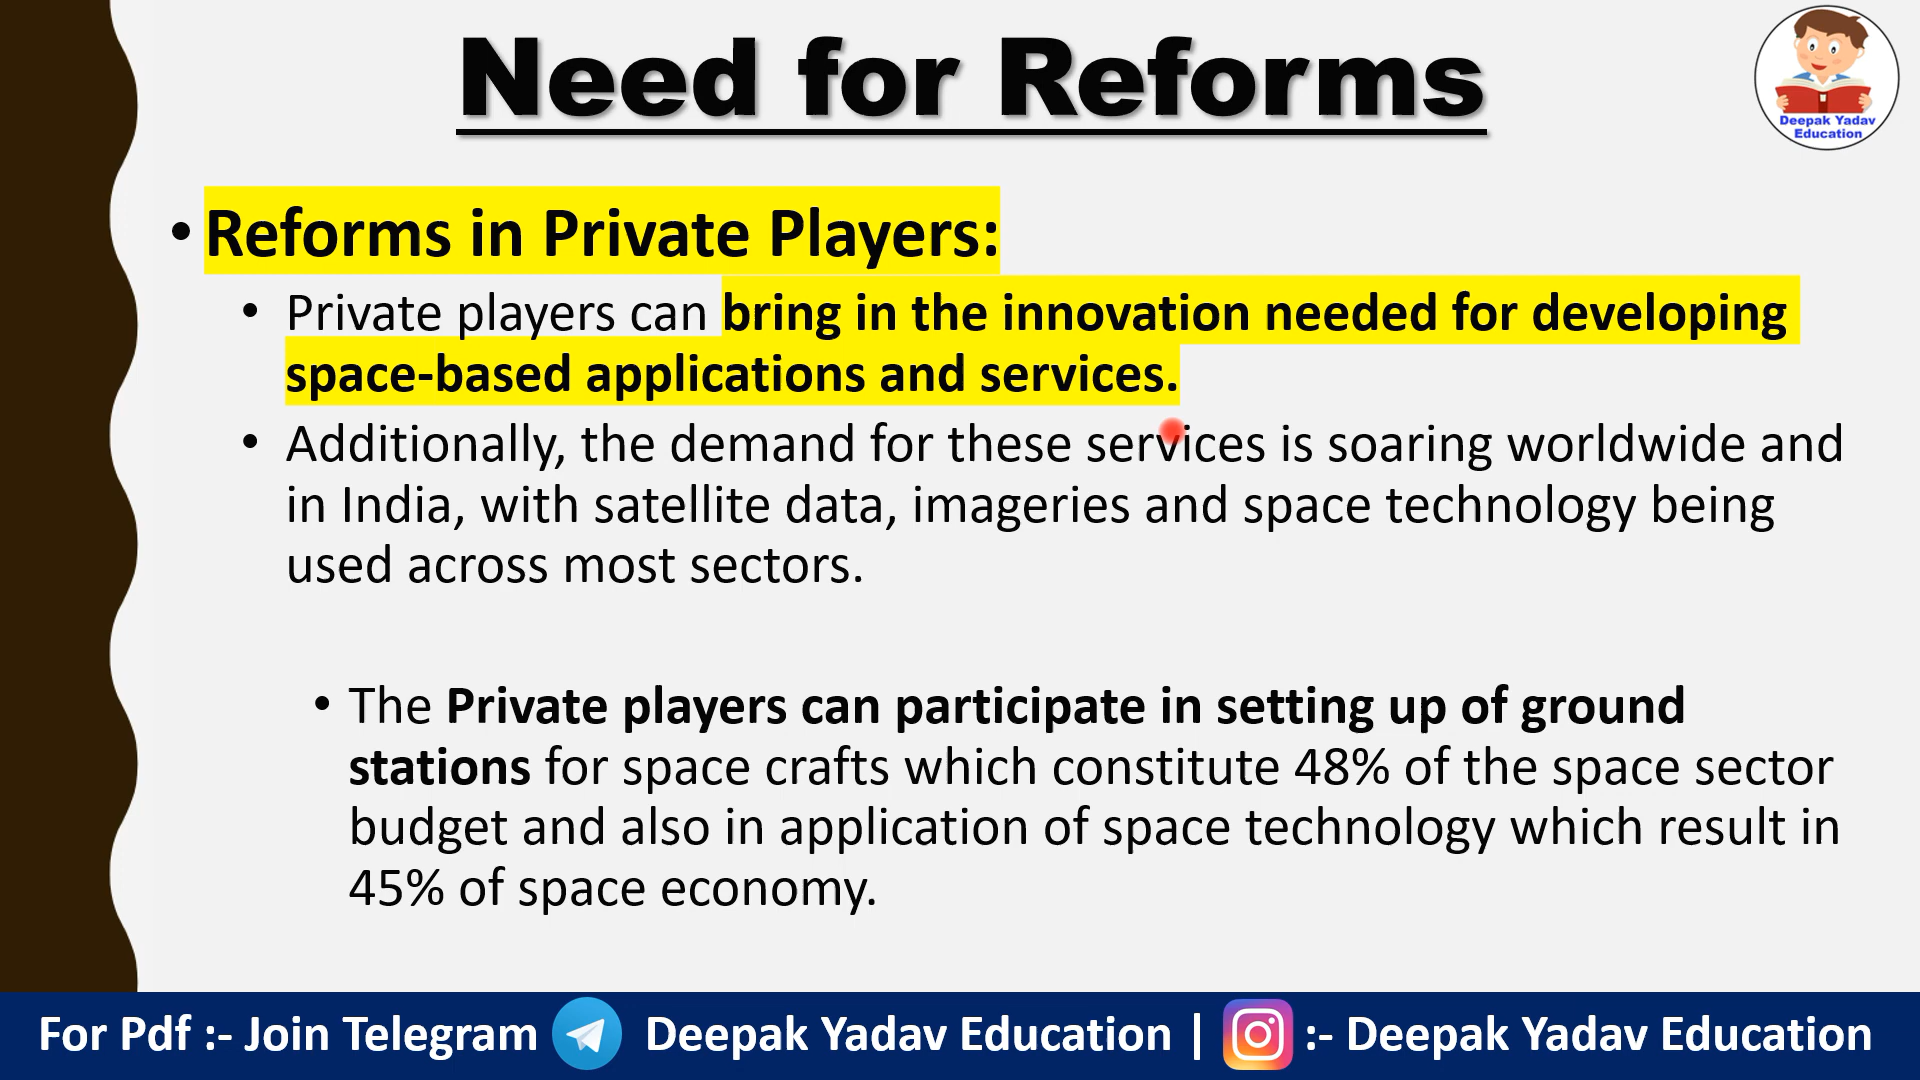 Need for Reforms
Deepak Yadav
Education
• Reforms in Private Players:
• Private players can bring in the innovation needed for developing
space-based applications and services.
• Additionally, the demand for these services is soaring worldwide and
in India, with satellite data, imageries and space technology being
used across most sectors.
• The Private players can participate in setting up of ground
stations for space crafts which constitute 48% of the space sector
budget and also in application of space technology which result in
45% of space economy.
For Pdf :- Join Telegram Deepak Yadav Education | :- Deepak Yadav Education